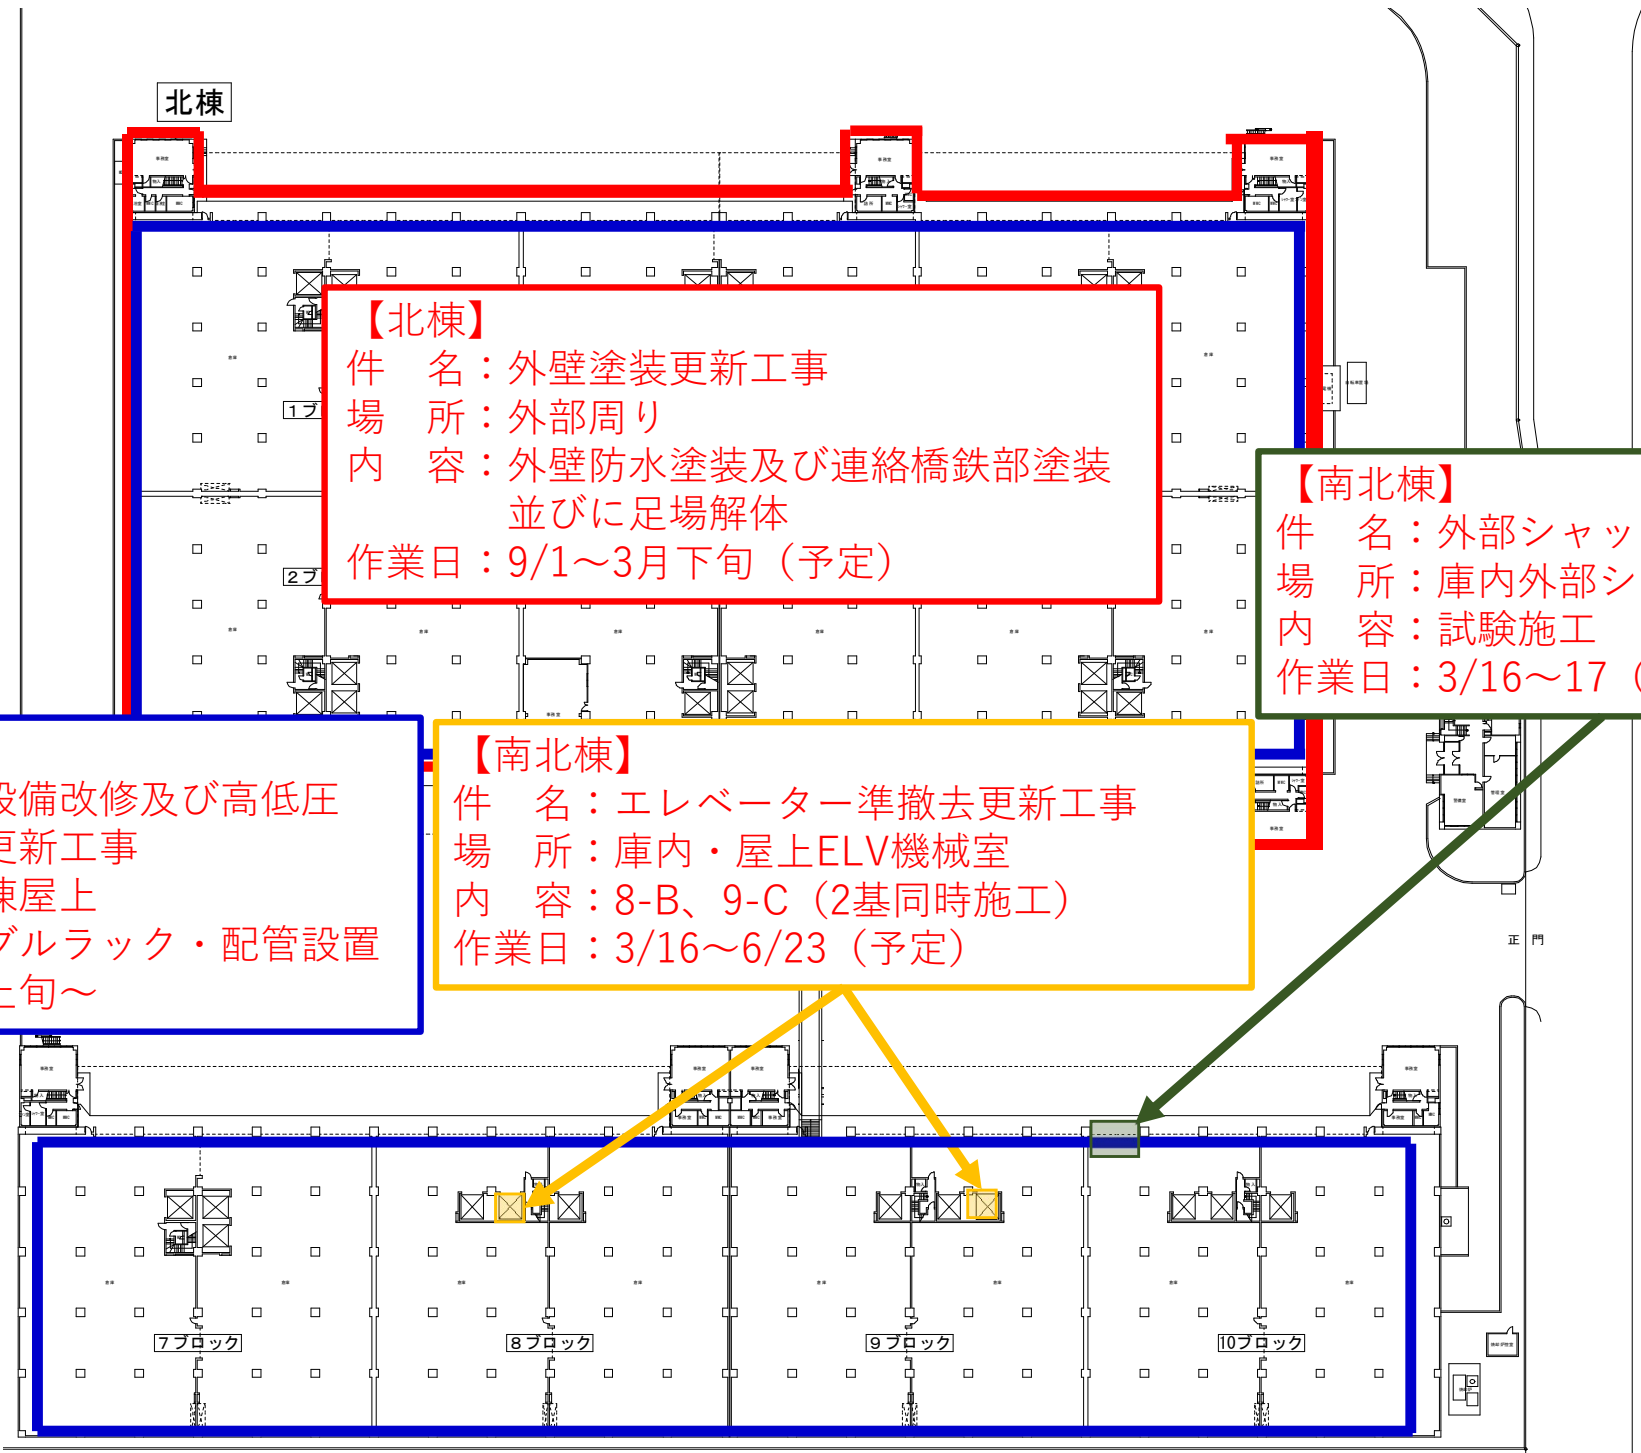 北棟
【北棟】
件　名：外壁塗装更新工事
場　所：外部周り
内　容：外壁防水塗装及び連絡橋鉄部塗装
並びに足場解体
作業日：9/1～3月下旬（予定）
1ブ
2ブ
【南北棟】
件　名：外部シャッ
場　所：庫内外部シ
内　容：試験施工
作業日：3/16～17（
設備改修及び高低圧
更新工事
棟屋上
ブルラック・配管設置
上旬～
【南北棟】
件　名：エレベーター準撤去更新工事
場　所：庫内・屋上ELV機械室
内　容：8-B、9-C（2基同時施工）
作業日：3/16～6/23（予定）
正　門
7ブロック
8ブロック
9ブロック
10ブロック